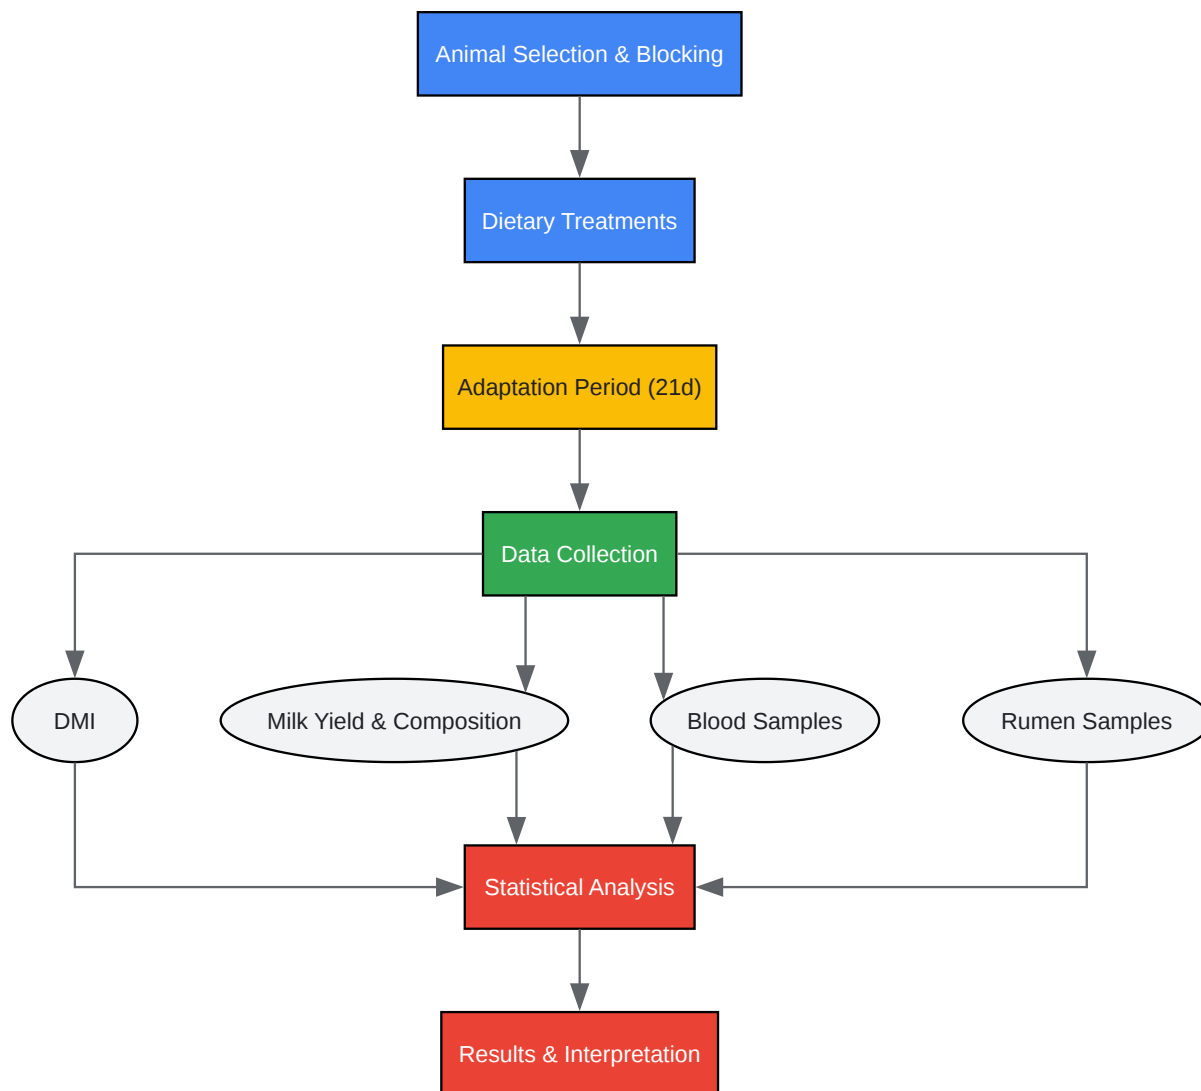 Animal Selection & Blocking
Dietary Treatments
Adaptation Period (21d)
Data Collection
DMI
Milk Yield & Composition
Blood Samples
Rumen Samples
Statistical Analysis
Results & Interpretation